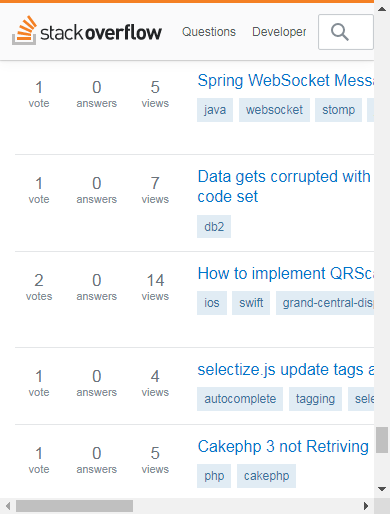 stackoverflow Questions Developer
1 0 5 Spring WebSocket Mess
vote answers views java websocket stomp
1 0 7 Data gets corrupted with
vote answers views code set
db2
2 0 14 How to implement QRSca
votes answers views ios swift grand-central-dis
1 0 4 selectize.js update tags a
vote answers views autocomplete tagging sele
1 0 5 Cakephp 3 not Retriving
vote answers views php cakephp